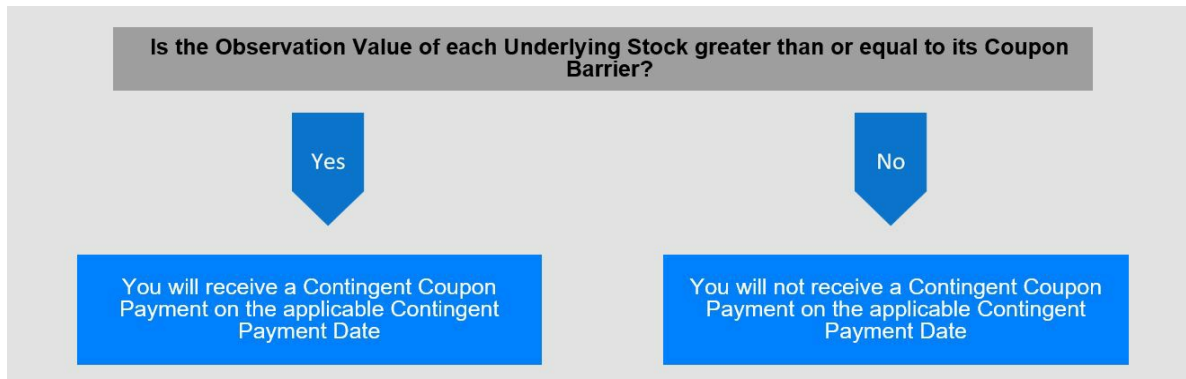 Is the Observation Value of each Underlying Stock greater than or equal to its Coupon
Barrier?
Yes
No
You will receive a Contingent Coupon
Payment on the applicable Contingent
Payment Date
You will not receive a Contingent Coupon
Payment on the applicable Contingent
Payment Date